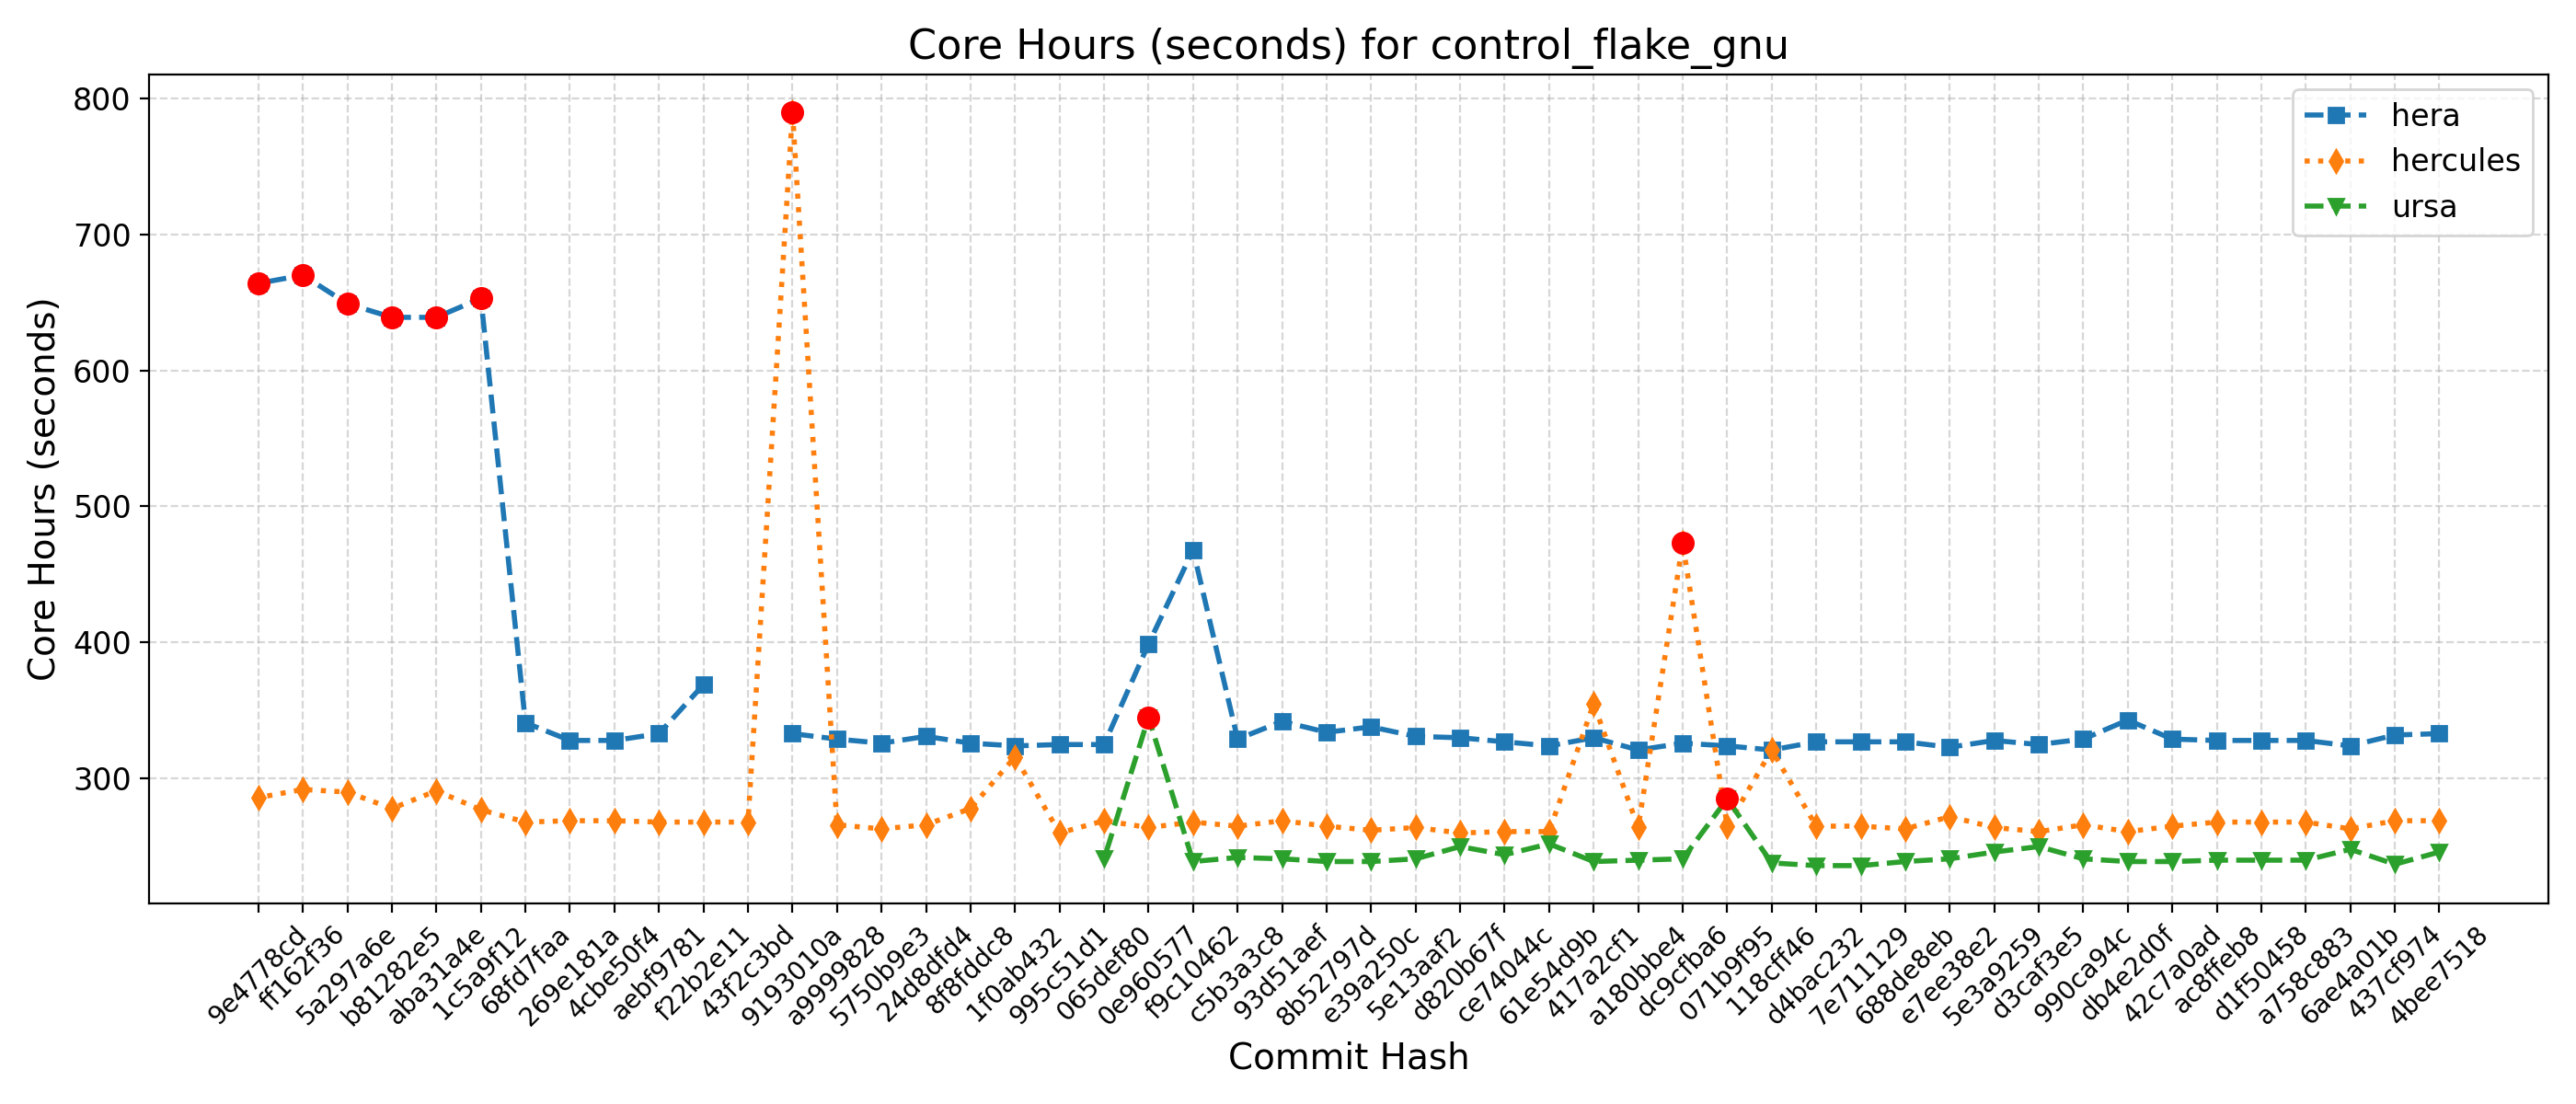 Core Hours (seconds) for control_flake_gnu
Core Hours (seconds)
800
700
600
500
400
300
hera
hercules
ursa
9e4778cd
ff162f36
5a297a6e
b81282e5
aba31a4e
1c5a9f12
68fd7faa
269e181a
4cbe50f4
aebf9781
f22b2e11
43f2c3bd
9193010a
a9999828
5750b9e3
24d8dfd4
8f8fddc8
1f0ab432
995c51d1
065def80
0e960577
f9c10462
c5b3a3c8
93d51aef
8b52797d
e39a250c
5e13aaf2
d820b67f
ce74044c
61e54d9b
417a2cf1
a180bbe4
dc9cfba6
071b9f95
118cff46
d4bac232
7e711129
688de8eb
e7ee38e2
5e3a9259
d3caf3e5
990ca94c
db4e2d0f
42c7a0ad
ac8ffeb8
d1f50458
a758c883
6ae4a01b
437cf974
4bee7518
Commit Hash